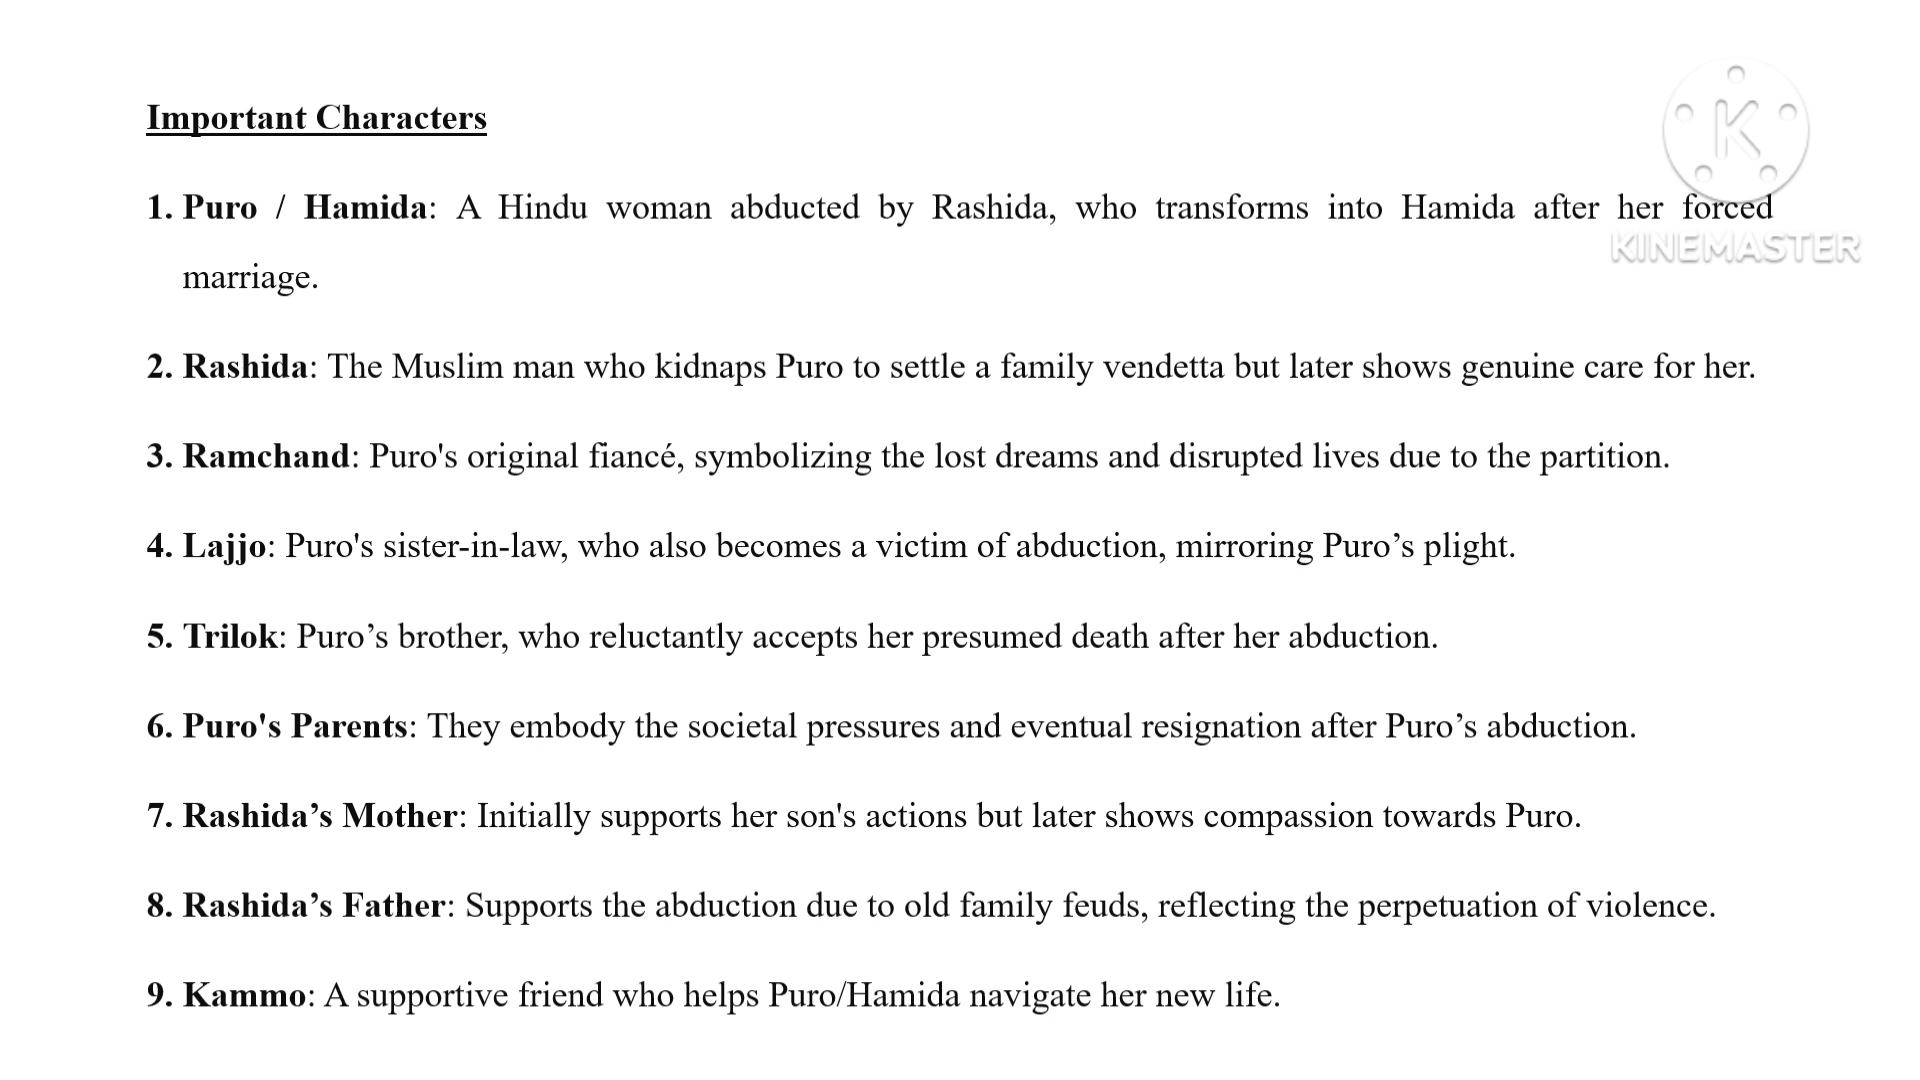 Important Characters
1. Puro / Hamida: A Hindu woman abducted by Rashida, who transforms into Hamida after her forced
marriage.
2. Rashida: The Muslim man who kidnaps Puro to settle a family vendetta but later shows genuine care for her.
3. Ramchand: Puro's original fiancé, symbolizing the lost dreams and disrupted lives due to the partition.
4. Lajjo: Puro's sister-in-law, who also becomes a victim of abduction, mirroring Puro’s plight.
5. Trilok: Puro’s brother, who reluctantly accepts her presumed death after her abduction.
6. Puro's Parents: They embody the societal pressures and eventual resignation after Puro’s abduction.
7. Rashida’s Mother: Initially supports her son's actions but later shows compassion towards Puro.
8. Rashida’s Father: Supports the abduction due to old family feuds, reflecting the perpetuation of violence.
9. Kammo: A supportive friend who helps Puro/Hamida navigate her new life.
K
KINEMASTER